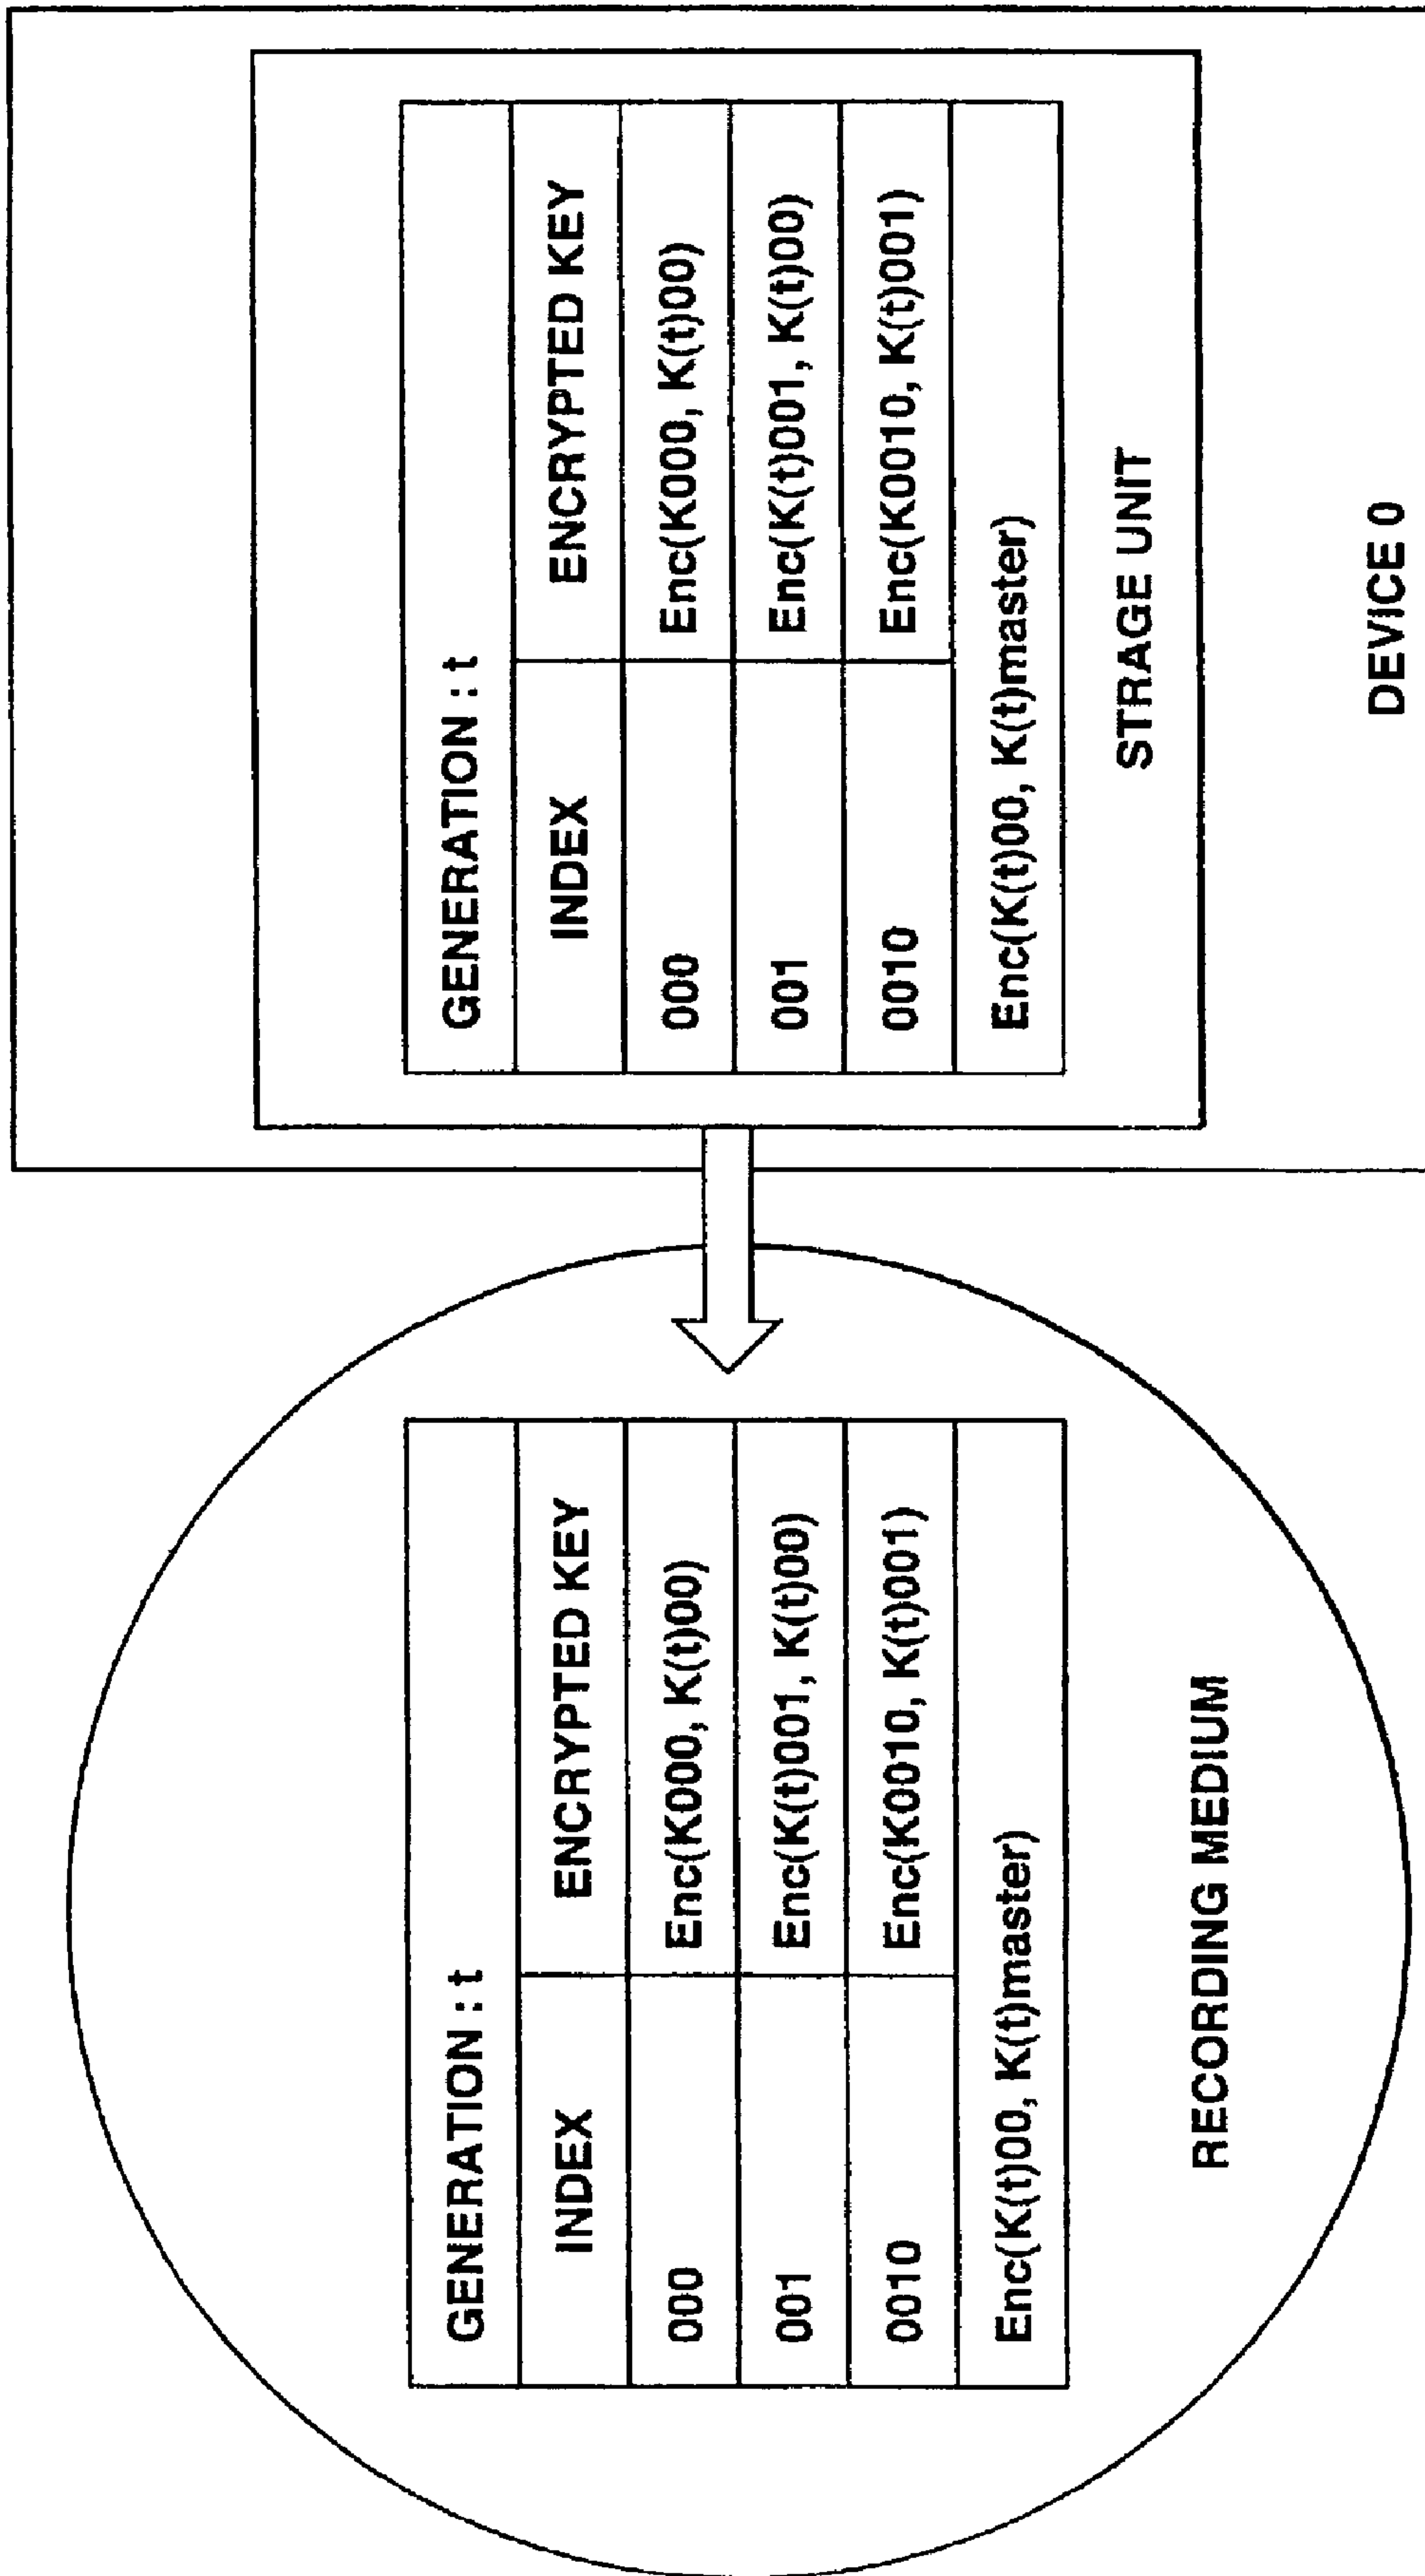 GENERATION : t
INDEX ENCRYPTED KEY
000 Enc(K000, K(t)00)
001 Enc(K(t)001, K(t)00)
0010 Enc(K0010, K(t)001)
Enc(K(t)00, K(t)master)
RECORDING MEDIUM
GENERATION : t
INDEX ENCRYPTED KEY
000 Enc(K000, K(t)00)
001 Enc(K(t)001, K(t)00)
0010 Enc(K0010, K(t)001)
Enc(K(t)00, K(t)master)
STRAGE UNIT
DEVICE 0